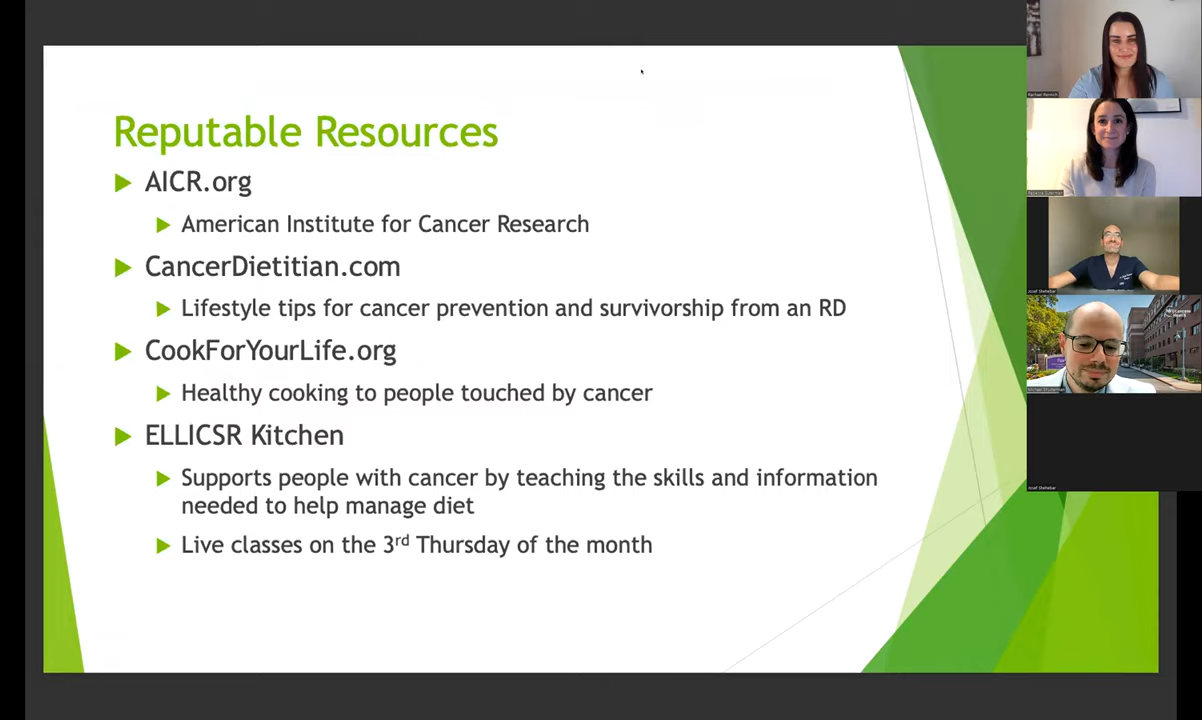 Reputable Resources
AICR.org
American Institute for Cancer Research
CancerDietitian.com
Lifestyle tips for cancer prevention and survivorship from an RD
CookForYourLife.org
Healthy cooking to people touched by cancer
ELLICSR Kitchen
Supports people with cancer by teaching the skills and information
needed to help manage diet
Live classes on the 3rd Thursday of the month